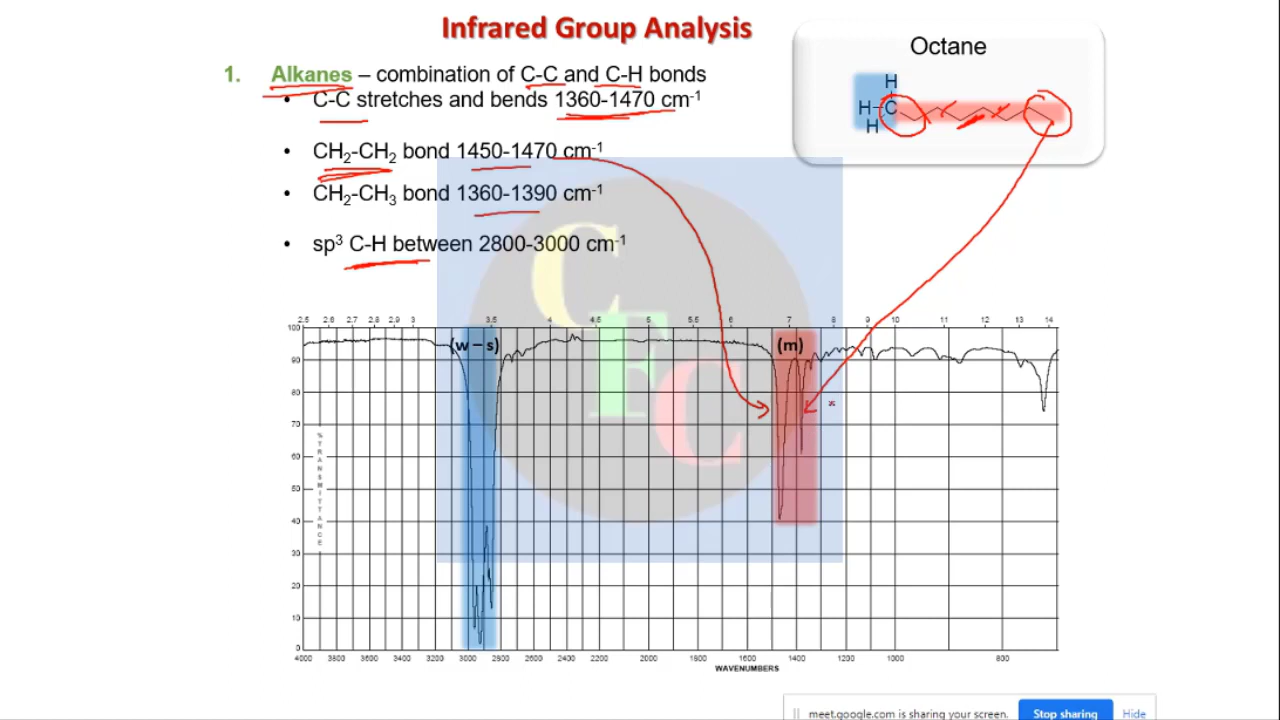 Infrared Group Analysis
Octane
1. Alkanes – combination of C-C and C-H bonds
• C-C stretches and bends 1360-1470 cm-1
H
H-C
H
• CH2-CH2 bond 1450-1470 cm-1
• CH2-CH3 bond 1360-1390 cm-1
• sp3 C-H between 2800-3000 cm-1
C
F
C
2.5 2.6 2.7 2.8 2.9 3 3.5 4 4.5 5 5.5 6 7 8 9 10 11 12 13 14
100
(w – s) (m)
90
80
70
60
50
40
30
20
10
0
% TRANSMITTANCE
4000 3800 3600 3400 3200 3000 2800 2600 2400 2200 2000 1800 1600 1400 1200 1000 800
WAVENUMBERS
meet.google.com is sharing your screen. Stop sharing Hide